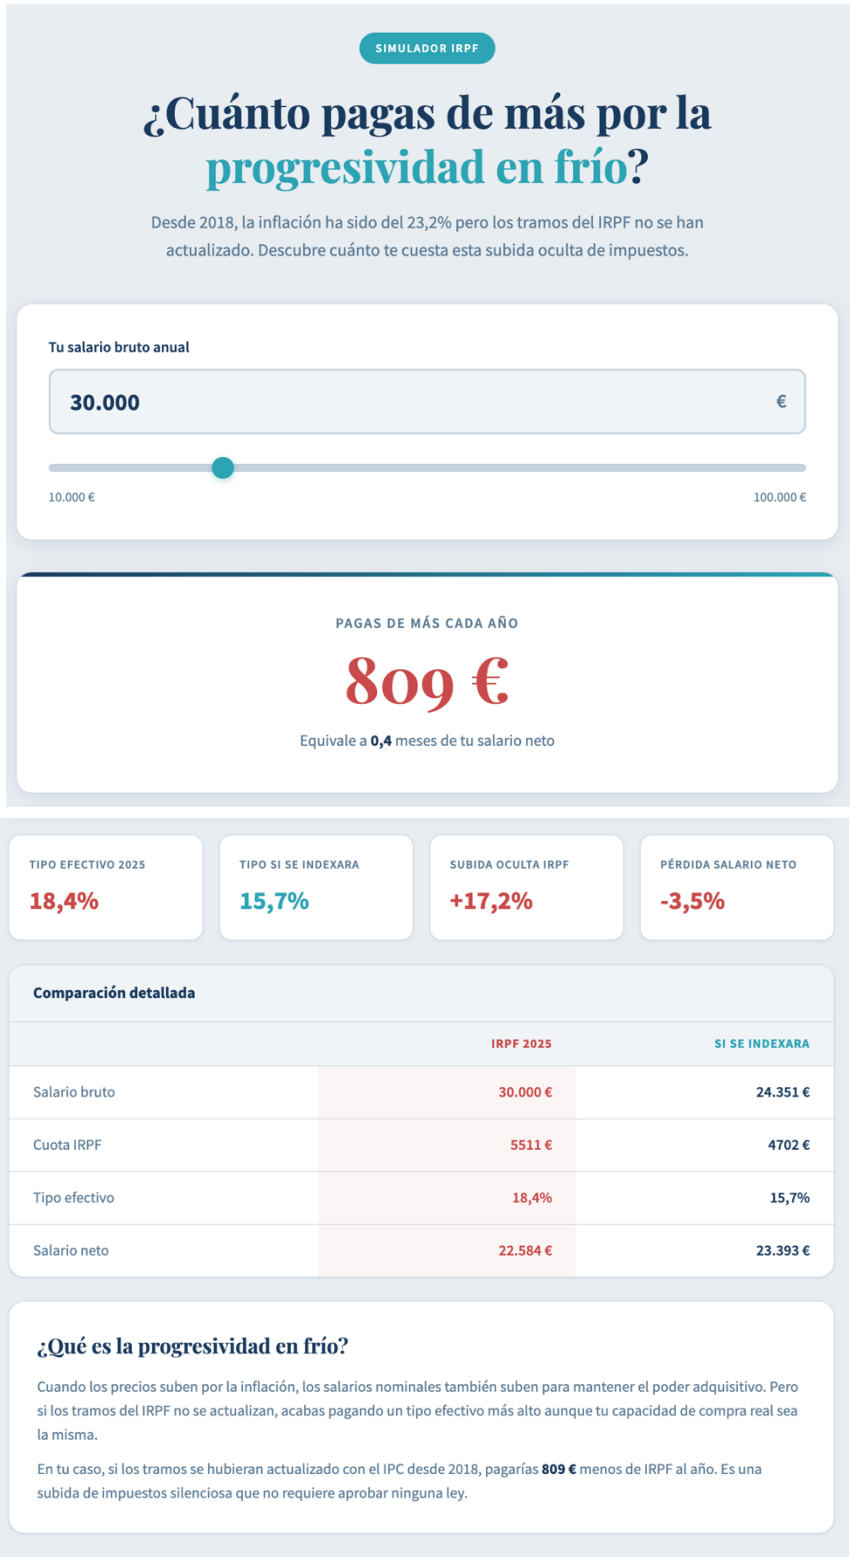 SIMULADOR IRPF
¿Cuánto pagas de más por la
progresividad en frío?
Desde 2018, la inflación ha sido del 23,2% pero los tramos del IRPF no se han
actualizado. Descubre cuánto te cuesta esta subida oculta de impuestos.
Tu salario bruto anual
30.000 €
10.000 € 100.000 €
PAGAS DE MÁS CADA AÑO
809 €
Equivale a 0,4 meses de tu salario neto
TIPO EFECTIVO 2025 TIPO SI SE INDEXARA SUBIDA OCULTA IRPF PÉRDIDA SALARIO NETO
18,4% 15,7% +17,2% -3,5%
Comparación detallada
IRPF 2025 SI SE INDEXARA
Salario bruto 30.000 € 24.351 €
Cuota IRPF 5511 € 4702 €
Tipo efectivo 18,4% 15,7%
Salario neto 22.584 € 23.393 €
¿Qué es la progresividad en frío?
Cuando los precios suben por la inflación, los salarios nominales también suben para mantener el poder adquisitivo. Pero
si los tramos del IRPF no se actualizan, acabas pagando un tipo efectivo más alto aunque tu capacidad de compra real sea
la misma.
En tu caso, si los tramos se hubieran actualizado con el IPC desde 2018, pagarías 809 € menos de IRPF al año. Es una
subida de impuestos silenciosa que no requiere aprobar ninguna ley.